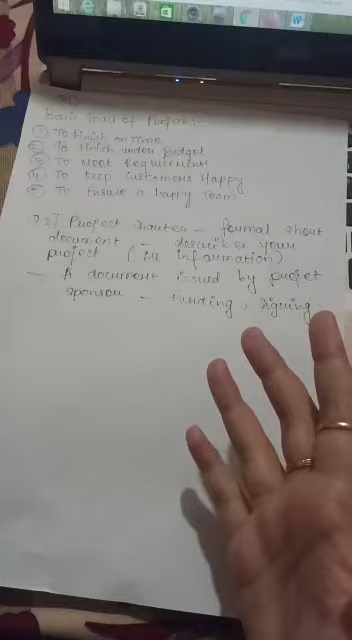 Basic Goal of Project:-
① To Finish on Time
② To Finish under budget
③ To Meet Requirements
④ To keep customers Happy
⑤ To Ensure a happy Team
Project - formal short
document - describes your
project - (All information)
- A document issued by project
sponsor - funding, signing